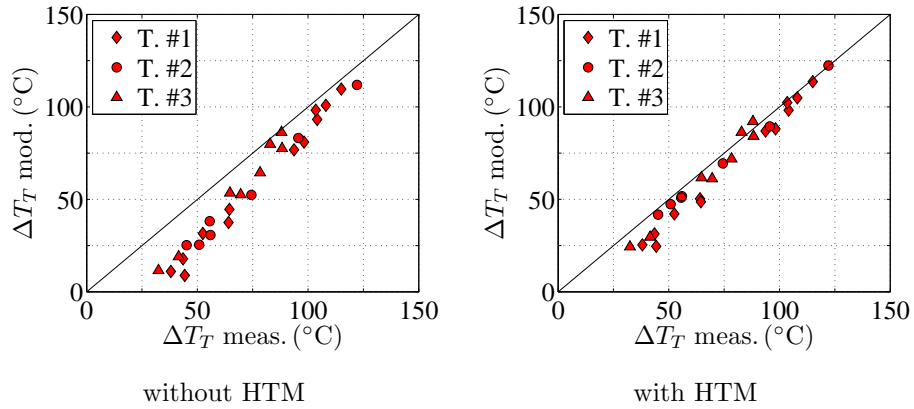 150
100
50
0
0
50
100
150
ΔT_T mod. (°C)
ΔT_T meas. (°C)
T. #1
T. #2
T. #3
without HTM
150
100
50
0
0
50
100
150
ΔT_T mod. (°C)
ΔT_T meas. (°C)
T. #1
T. #2
T. #3
with HTM